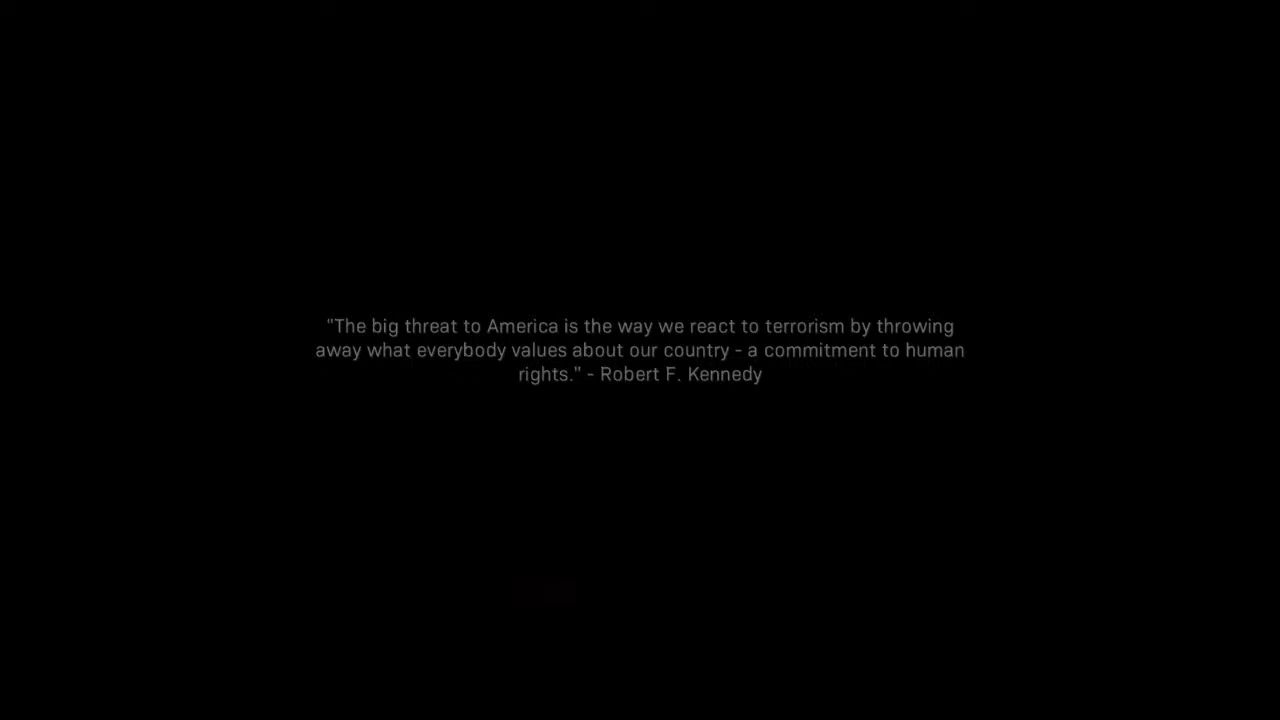 "The big threat to America is the way we react to terrorism by throwing
away what everybody values about our country - a commitment to human
rights." - Robert F. Kennedy